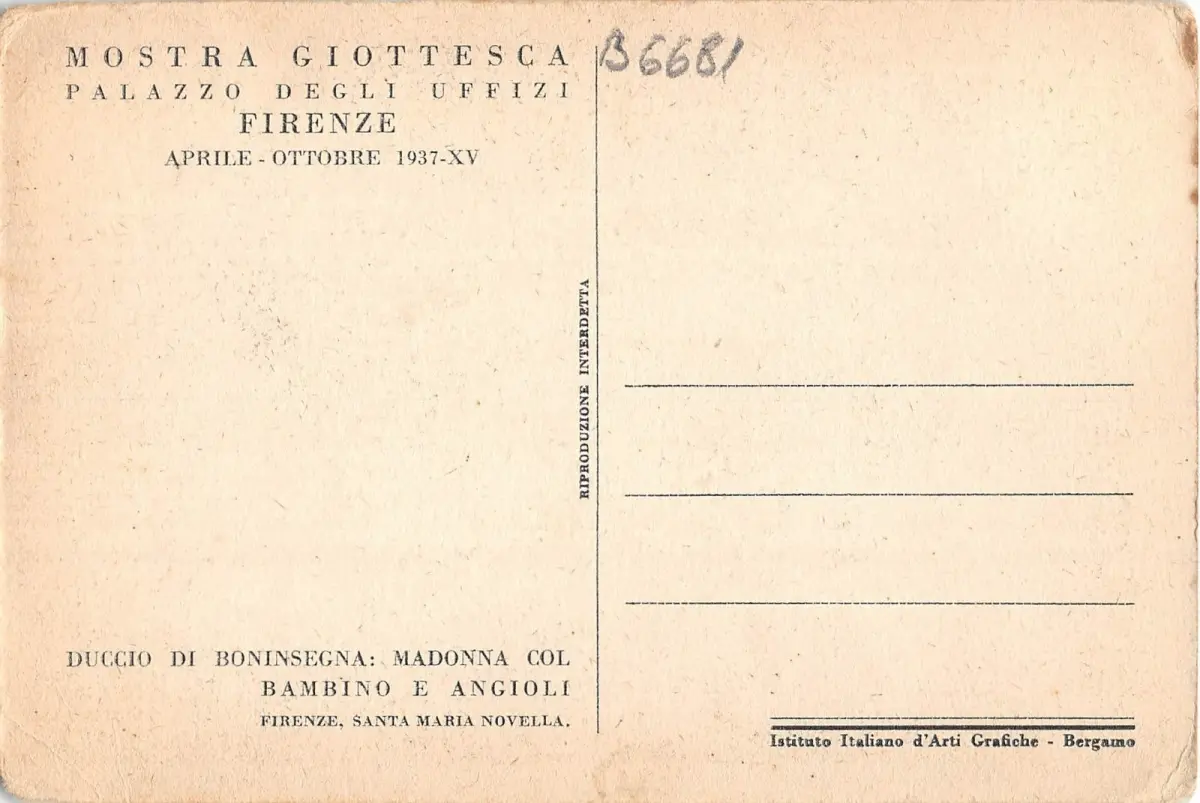 MOSTRA GIOTTESCA
PALAZZO DEGLI UFFIZI
FIRENZE
APRILE - OTTOBRE 1937-XV
B6681
RIPRODUZIONE INTERDETTA
DUCCIO DI BONINSEGNA: MADONNA COL
BAMBINO E ANGIOLI
FIRENZE, SANTA MARIA NOVELLA.
Istituto Italiano d'Arti Grafiche - Bergamo